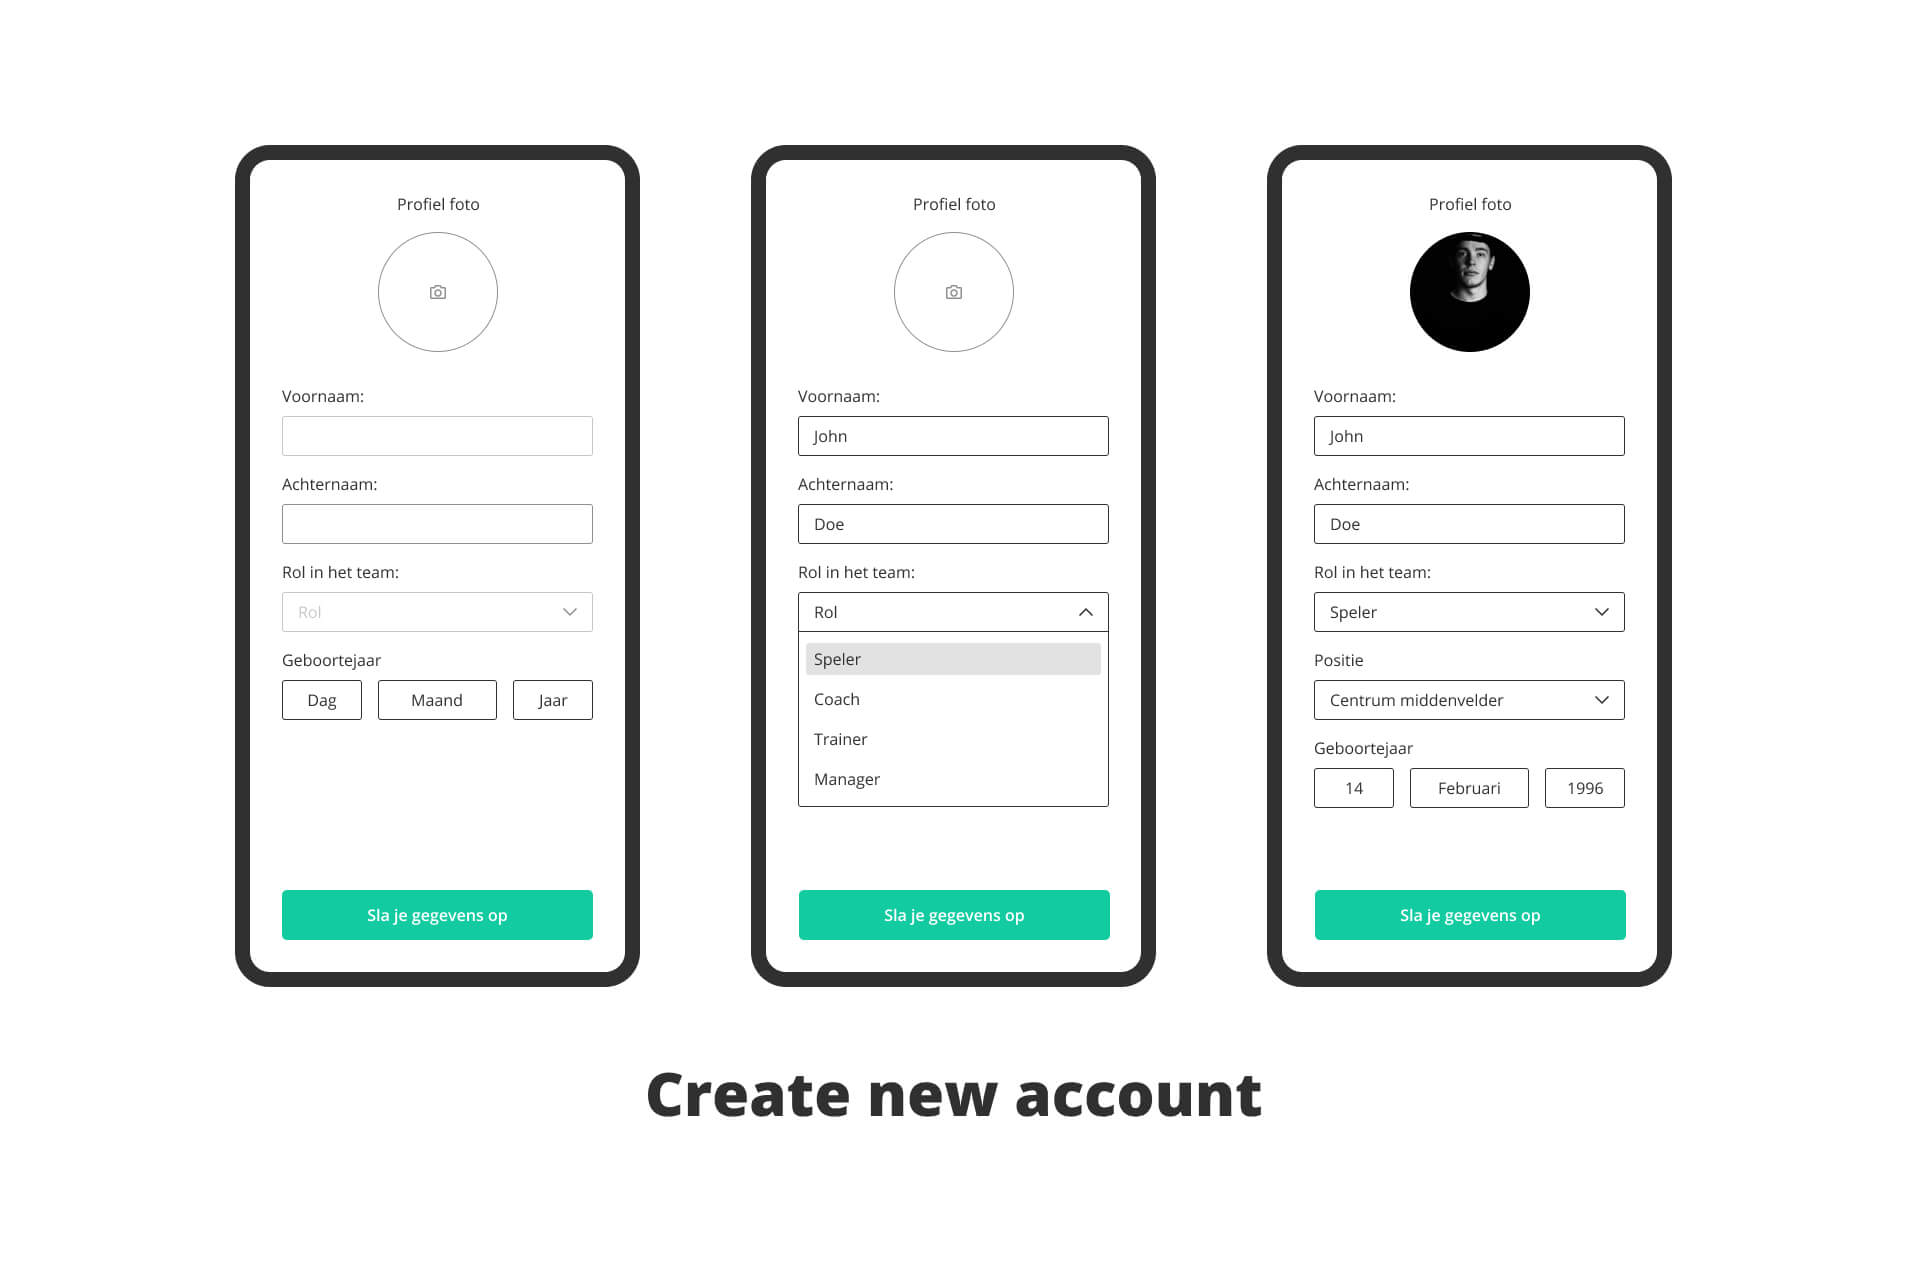 Profiel foto
Voornaam:
Achternaam:
Rol in het team:
Rol
Geboortejaar
Dag Maand Jaar
Sla je gegevens op
Profiel foto
Voornaam:
John
Achternaam:
Doe
Rol in het team:
Rol
Speler
Coach
Trainer
Manager
Sla je gegevens op
Profiel foto
Voornaam:
John
Achternaam:
Doe
Rol in het team:
Speler
Positie
Centrum middenvelder
Geboortejaar
14 Februari 1996
Sla je gegevens op
Create new account